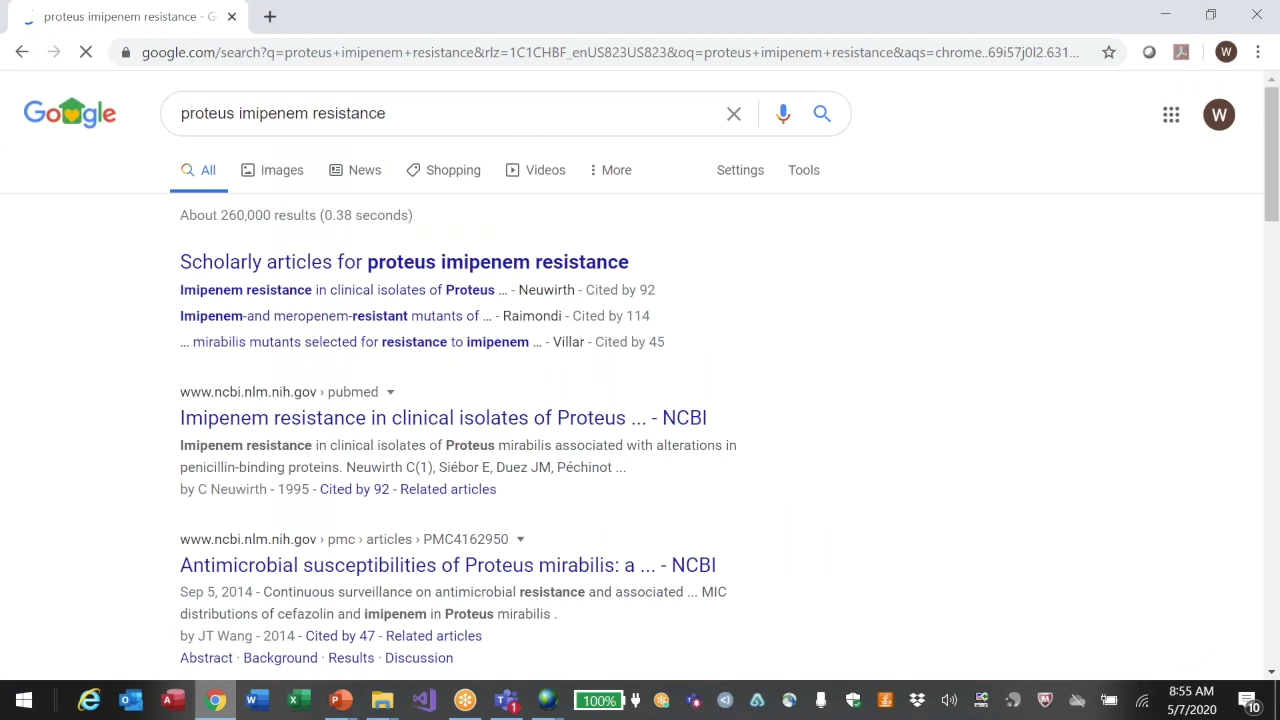 proteus imipenem resistance - G
google.com/search?q=proteus+imipenem+resistance&rlz=1C1CHBF_enUS823US823&oq=proteus+imipenem+resistance&aqs=chrome..69i57j0l2.631...
W
Google
proteus imipenem resistance
W
All Images News Shopping Videos More Settings Tools
About 260,000 results (0.38 seconds)
Scholarly articles for proteus imipenem resistance
Imipenem resistance in clinical isolates of Proteus ... - Neuwirth - Cited by 92
Imipenem-and meropenem-resistant mutants of ... - Raimondi - Cited by 114
... mirabilis mutants selected for resistance to imipenem ... - Villar - Cited by 45
www.ncbi.nlm.nih.gov › pubmed
Imipenem resistance in clinical isolates of Proteus ... - NCBI
Imipenem resistance in clinical isolates of Proteus mirabilis associated with alterations in
penicillin-binding proteins. Neuwirth C(1), Siébor E, Duez JM, Péchinot ...
by C Neuwirth - 1995 - Cited by 92 - Related articles
www.ncbi.nlm.nih.gov › pmc › articles › PMC4162950
Antimicrobial susceptibilities of Proteus mirabilis: a ... - NCBI
Sep 5, 2014 - Continuous surveillance on antimicrobial resistance and associated ... MIC
distributions of cefazolin and imipenem in Proteus mirabilis .
by JT Wang - 2014 - Cited by 47 - Related articles
Abstract · Background · Results · Discussion
100%
8:55 AM
5/7/2020
1
10